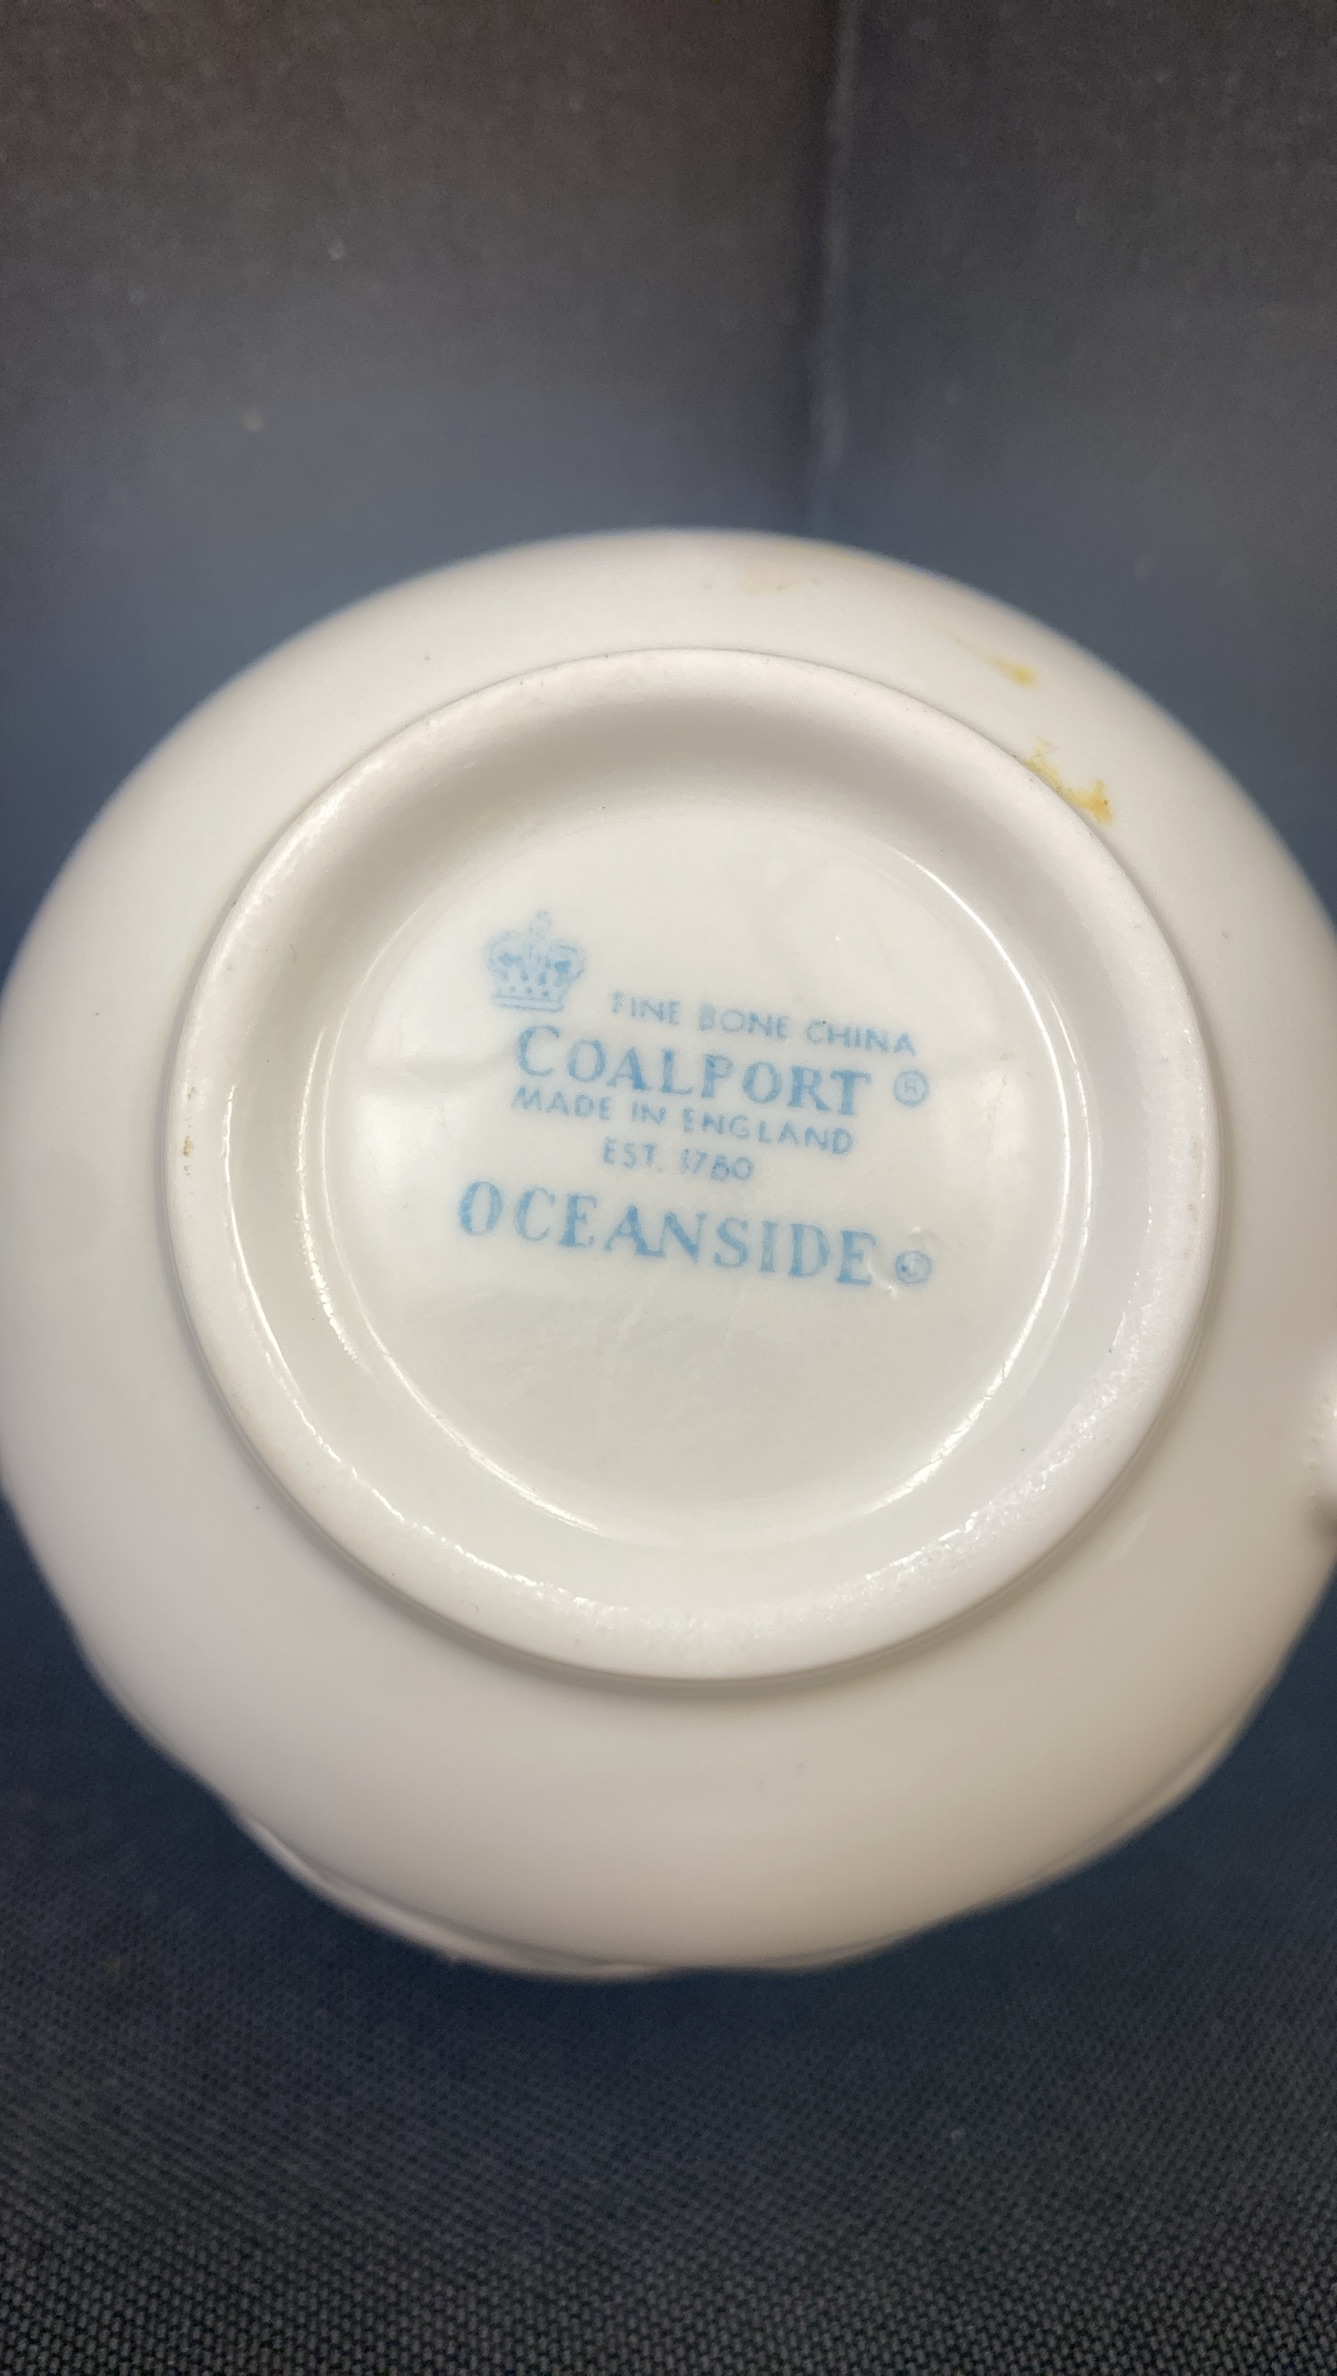 FINE BONE CHINA
COALPORT ®
MADE IN ENGLAND
EST. 1750
OCEANSIDE ©